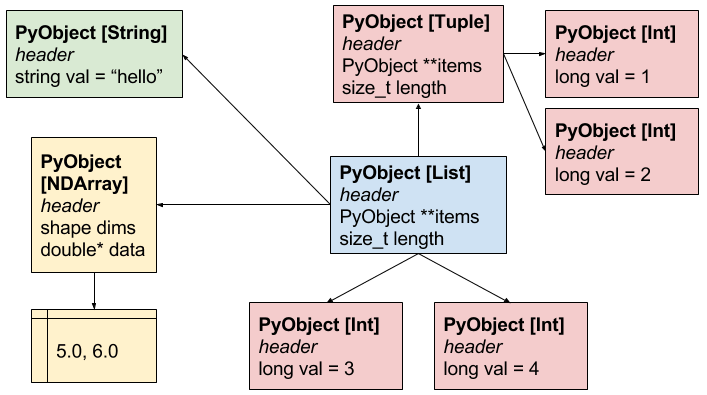 PyObject [String]
header
string val = “hello”
PyObject [Tuple]
header
PyObject **items
size_t length
PyObject [Int]
header
long val = 1
PyObject [Int]
header
long val = 2
PyObject
[NDArray]
header
shape dims
double* data
PyObject [List]
header
PyObject **items
size_t length
5.0, 6.0
PyObject [Int]
header
long val = 3
PyObject [Int]
header
long val = 4